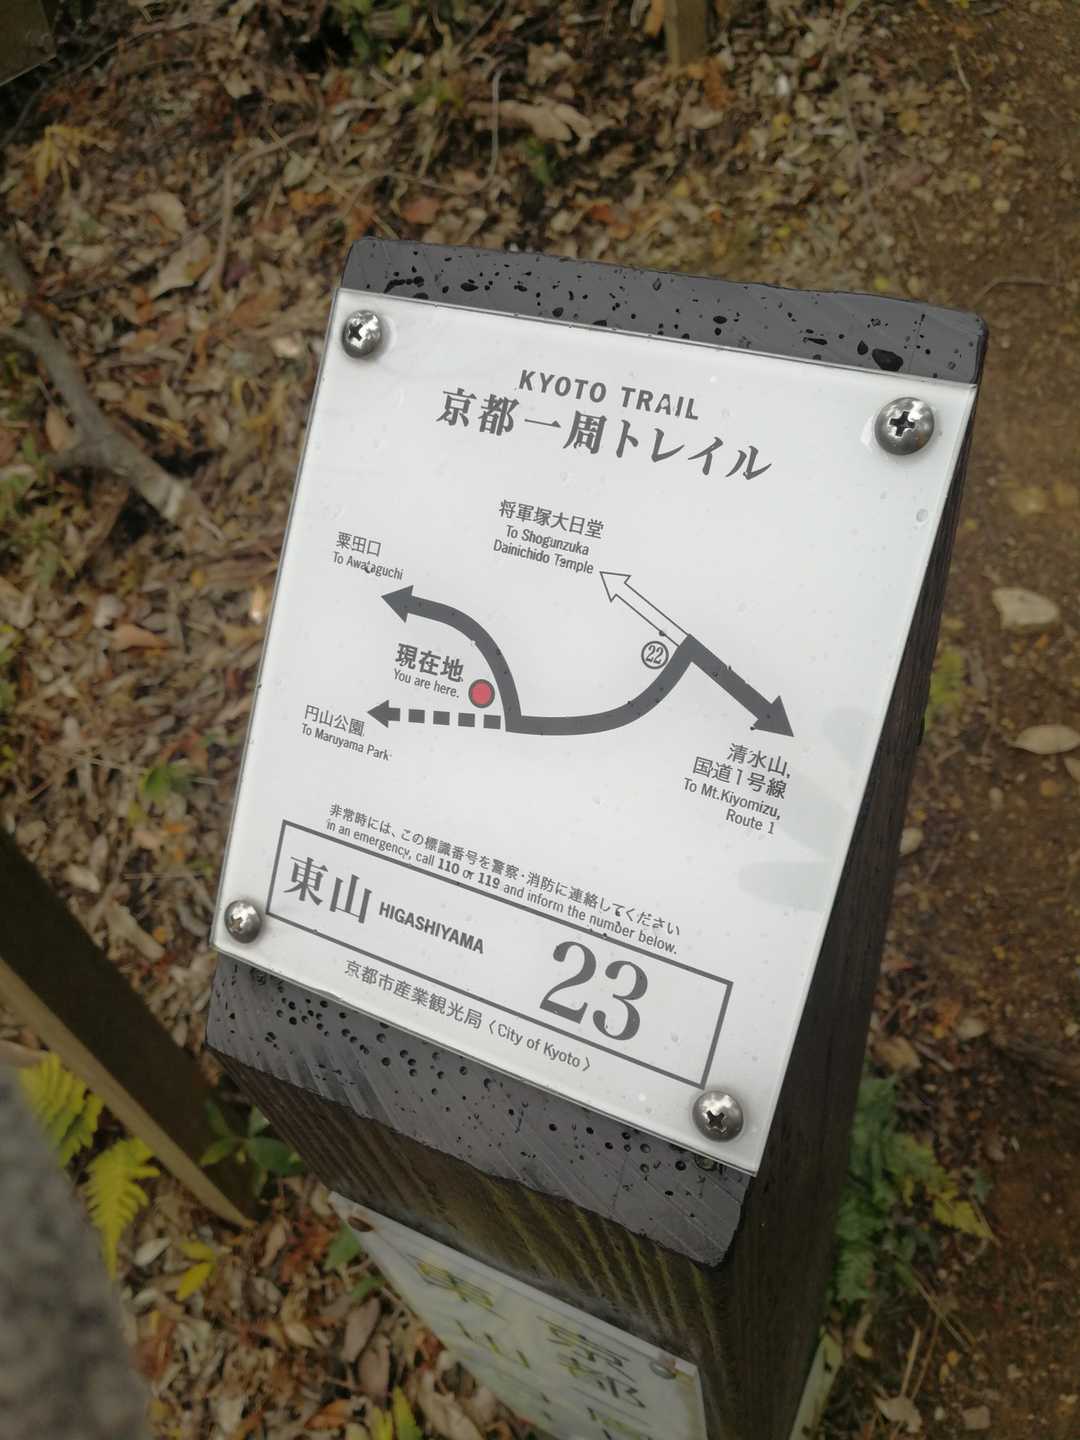 KYOTO TRAIL
京都一周トレイル
将軍塚大日堂
To Shogunzuka
Dainichido Temple
粟田口
To Awataguchi
22
現在地
You are here.
円山公園
To Maruyama Park
清水山,
国道1号線
To Mt.Kiyomizu,
Route 1
非常時には、この標識番号を警察・消防に連絡してください
in an emergency, call 110 or 119 and inform the number below.
東山 HIGASHIYAMA 23
京都市産業観光局〈City of Kyoto〉
京都